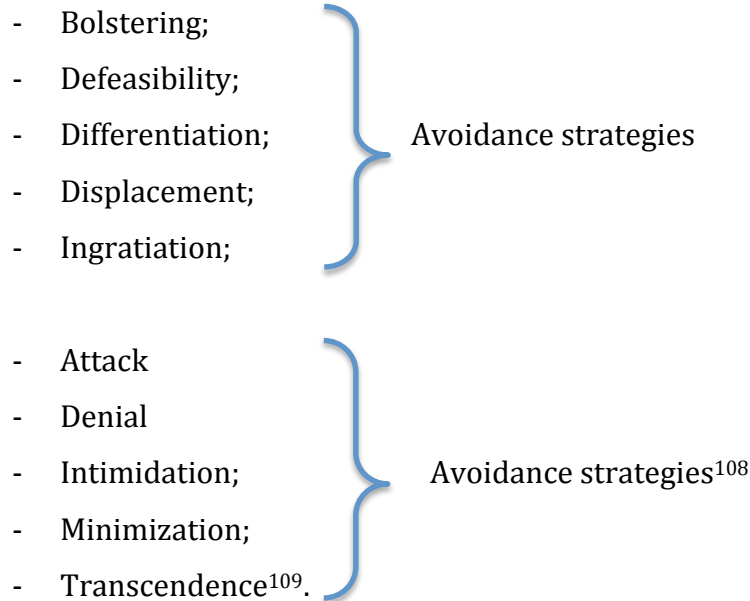 - Bolstering;
- Defeasibility;
- Differentiation; Avoidance strategies
- Displacement;
- Ingratiation;
- Attack
- Denial
- Intimidation; Avoidance strategies¹⁰⁸
- Minimization;
- Transcendence¹⁰⁹.